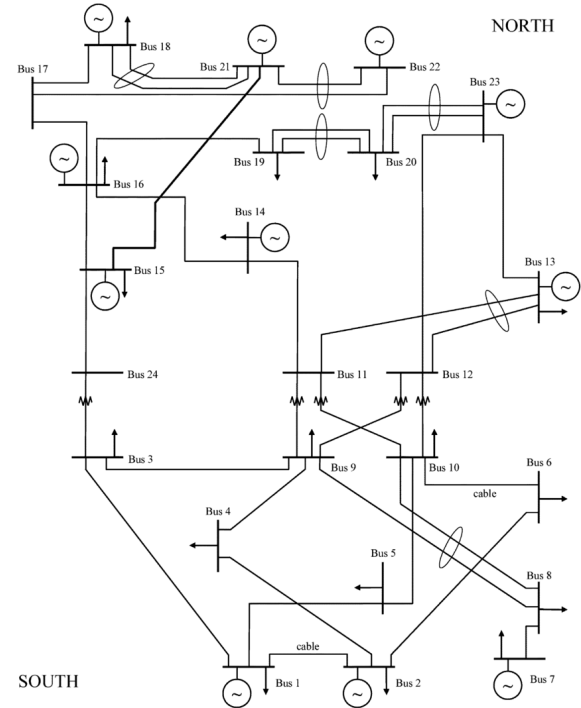 NORTH
Bus 18
Bus 21
Bus 22
Bus 17
Bus 23
Bus 19
Bus 20
Bus 16
Bus 14
Bus 13
Bus 15
Bus 24
Bus 11
Bus 12
Bus 3
Bus 9
Bus 10
Bus 6
cable
Bus 4
Bus 5
Bus 8
cable
SOUTH
Bus 1
Bus 2
Bus 7